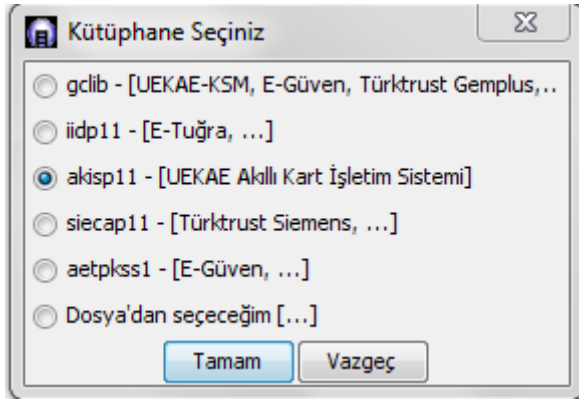 Kütüphane Seçiniz
gclib - [UEKAE-KSM, E-Güven, Türktrust Gemplus,..
iidp11 - [E-Tuğra, ...]
akisp11 - [UEKAE Akıllı Kart İşletim Sistemi]
siecap11 - [Türktrust Siemens, ...]
aetpkss1 - [E-Güven, ...]
Dosya'dan seçeceğim [...]
Tamam Vazgeç